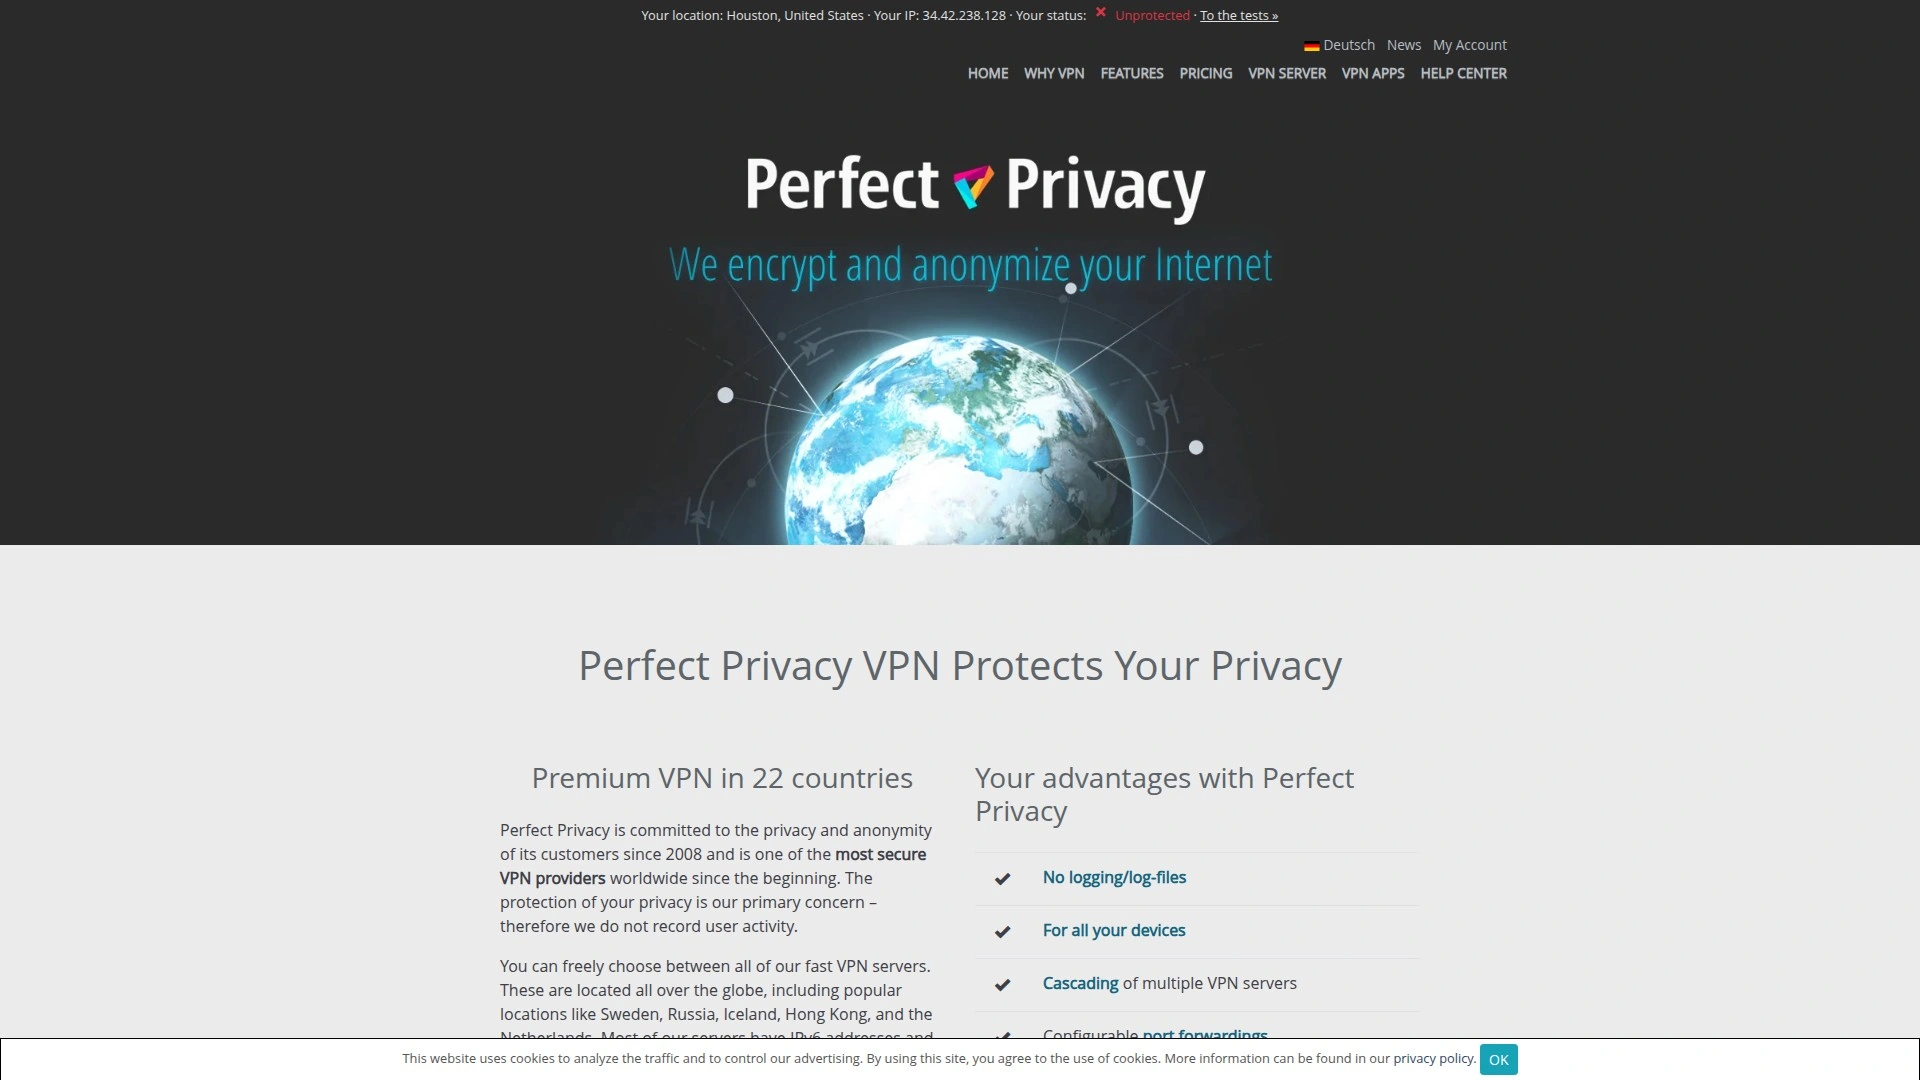 Your location: Houston, United States · Your IP: 34.42.238.128 · Your status: Unprotected · To the tests »
Deutsch News My Account
HOME WHY VPN FEATURES PRICING VPN SERVER VPN APPS HELP CENTER
Perfect Privacy
We encrypt and anonymize your Internet
Perfect Privacy VPN Protects Your Privacy
Premium VPN in 22 countries
Perfect Privacy is committed to the privacy and anonymity
of its customers since 2008 and is one of the most secure
VPN providers worldwide since the beginning. The
protection of your privacy is our primary concern –
therefore we do not record user activity.
You can freely choose between all of our fast VPN servers.
These are located all over the globe, including popular
locations like Sweden, Russia, Iceland, Hong Kong, and the
Netherlands. Most of our servers have IPv6 addresses and
Your advantages with Perfect
Privacy
No logging/log-files
For all your devices
Cascading of multiple VPN servers
Configurable port forwardings
This website uses cookies to analyze the traffic and to control our advertising. By using this site, you agree to the use of cookies. More information can be found in our privacy policy. OK